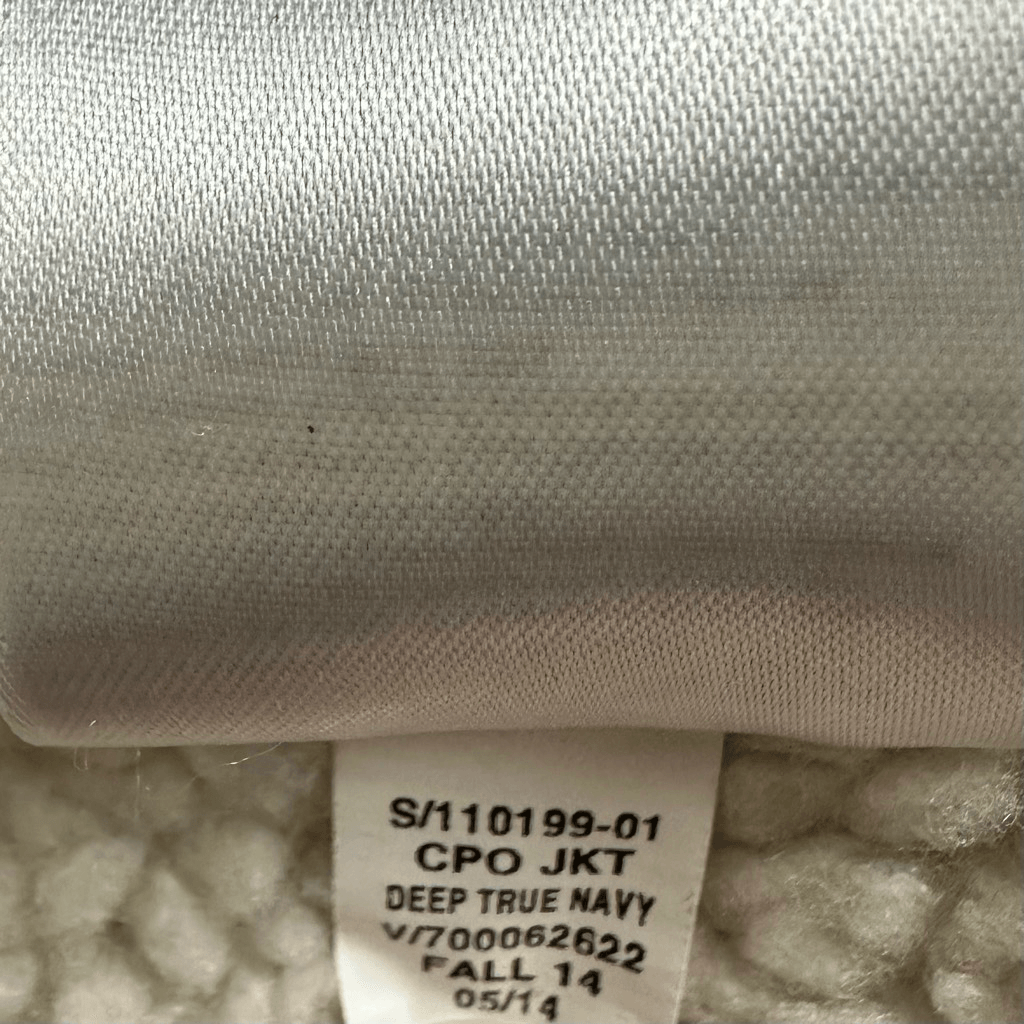 S/110199-01
CPO JKT
DEEP TRUE NAVY
V/700062622
FALL 14
05/14